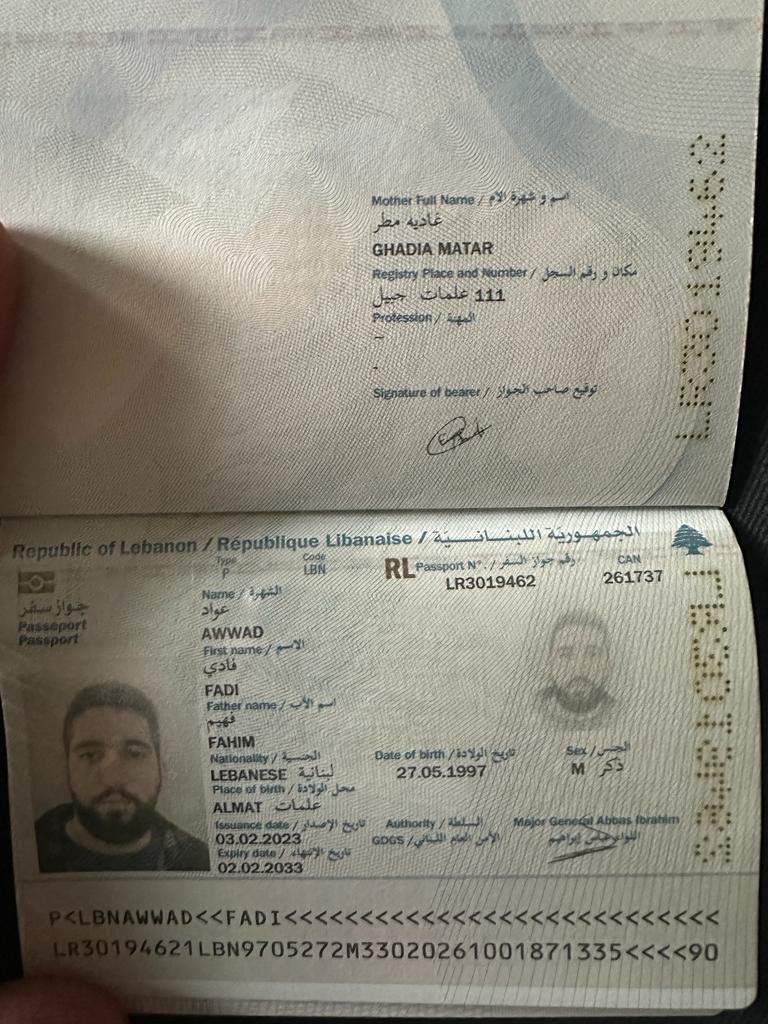 Mother Full Name / اسم و شهرة الام
غاديه مطر
GHADIA MATAR
Registry Place and Number / مكان و رقم السجل
111 علمات جبيل
Profession / المهنة
–
-
Signature of bearer / توقيع صاحب الجواز
LR3019462
Republic of Lebanon / République Libanaise / الجمهورية اللبنانية
Type
P
Code
LBN
RL Passport N°. / رقم جواز السفر
LR3019462
CAN
261737
جواز سفر
Passeport
Passport
Name / الشهرة
عواد
AWWAD
First name / الاسم
فادي
FADI
Father name / اسم الأب
فهيم
FAHIM
Nationality / الجنسية
LEBANESE لبنانية
Date of birth / تاريخ الولادة
27.05.1997
Sex / الجنس
M ذكر
Place of birth / محل الولادة
ALMAT علمات
Issuance date / تاريخ الإصدار
03.02.2023
Authority / السلطة
GDGS / الأمن العام اللبناني
Major General Abbas Ibrahim
اللواء عباس ابراهيم
Expiry date / تاريخ الانتهاء
02.02.2033
LR3019462
P<LBNAWWAD<<FADI<<<<<<<<<<<<<<<<<<<<<<<<<<<<
LR30194621LBN9705272M33020261001871335<<<<90